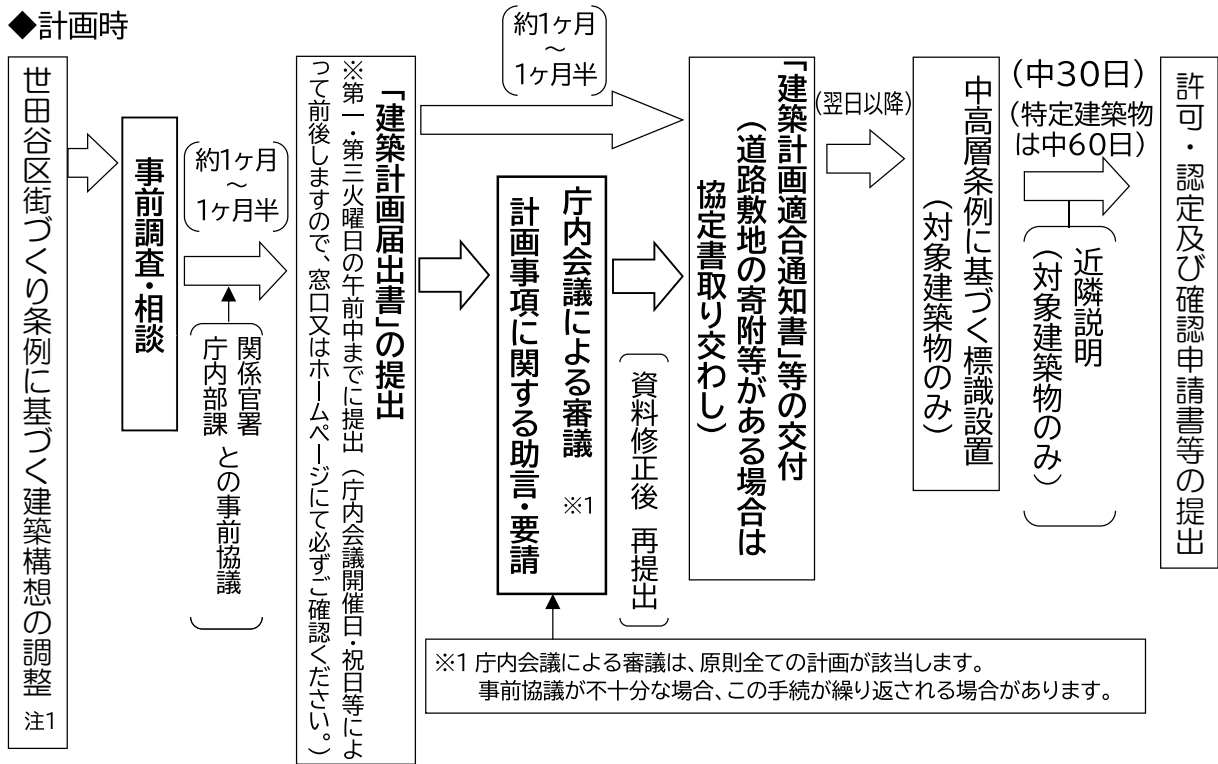 ◆計画時
世田谷区街づくり条例に基づく建築構想の調整 注1
事前調査・相談
約1ヶ月
～
1ヶ月半
関係官署
庁内部課
との事前協議
「建築計画届出書」の提出
※第一・第三火曜日の午前中までに提出（庁内会議開催日・祝日等によ
って前後しますので、窓口又はホームページにて必ずご確認ください。）
約1ヶ月
～
1ヶ月半
庁内会議による審議 ※1
計画事項に関する助言・要請
資料修正後 再提出
「建築計画適合通知書」等の交付
（道路敷地の寄附等がある場合は
協定書取り交わし）
（翌日以降）
中高層条例に基づく標識設置
（対象建築物のみ）
（中30日）
（特定建築物
は中60日）
近隣説明
（対象建築物のみ）
許可・認定及び確認申請書等の提出
※1 庁内会議による審議は、原則全ての計画が該当します。
事前協議が不十分な場合、この手続が繰り返される場合があります。